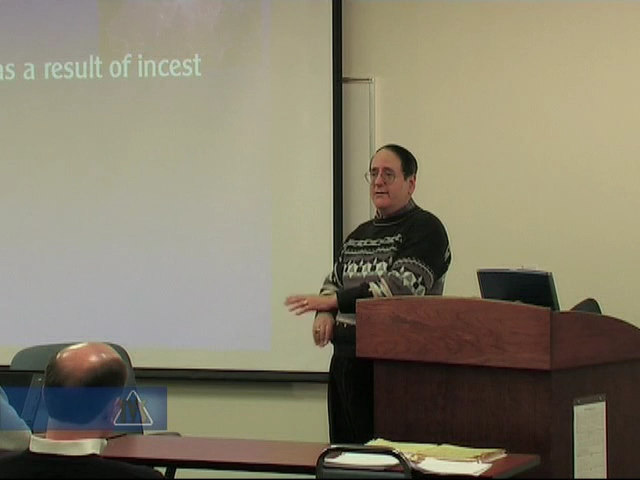 as a result of incest